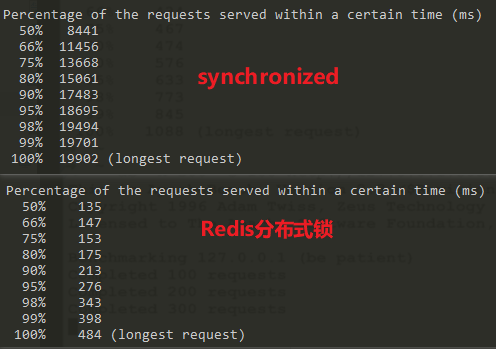 Percentage of the requests served within a certain time (ms)
50% 8441
66% 11456
75% 13668
80% 15061
90% 17483
95% 18695
98% 19494
99% 19701
100% 19902 (longest request)
synchronized
Percentage of the requests served within a certain time (ms)
50% 135
66% 147
75% 153
80% 175
90% 213
95% 276
98% 343
99% 398
100% 484 (longest request)
Redis分布式锁